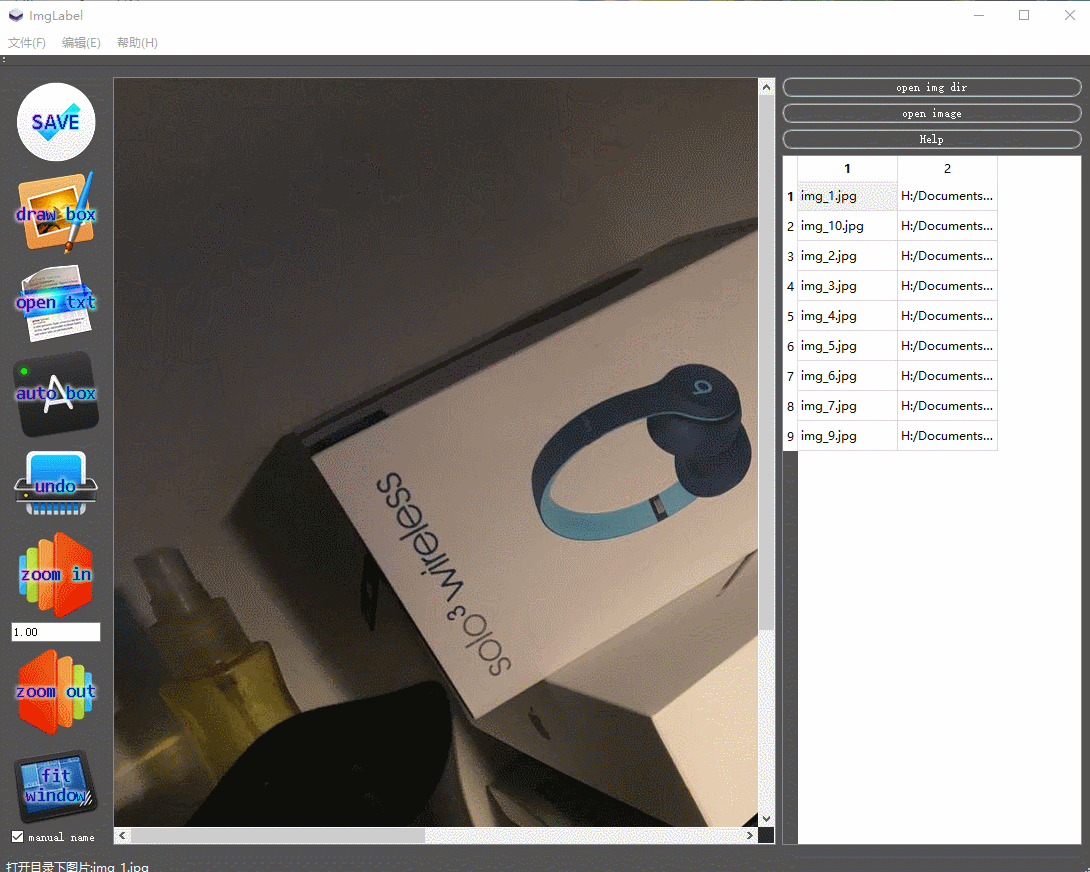 ImgLabel
文件(F) 编辑(E) 帮助(H)
SAVE
draw box
open txt
auto box
undo
zoom in
1.00
zoom out
fit
window
manual name
solo³ wireless
open img dir
open image
Help
1 2
1 img_1.jpg H:/Documents...
2 img_10.jpg H:/Documents...
3 img_2.jpg H:/Documents...
4 img_3.jpg H:/Documents...
5 img_4.jpg H:/Documents...
6 img_5.jpg H:/Documents...
7 img_6.jpg H:/Documents...
8 img_7.jpg H:/Documents...
9 img_9.jpg H:/Documents...
打开目录下图片:img_1.jpg